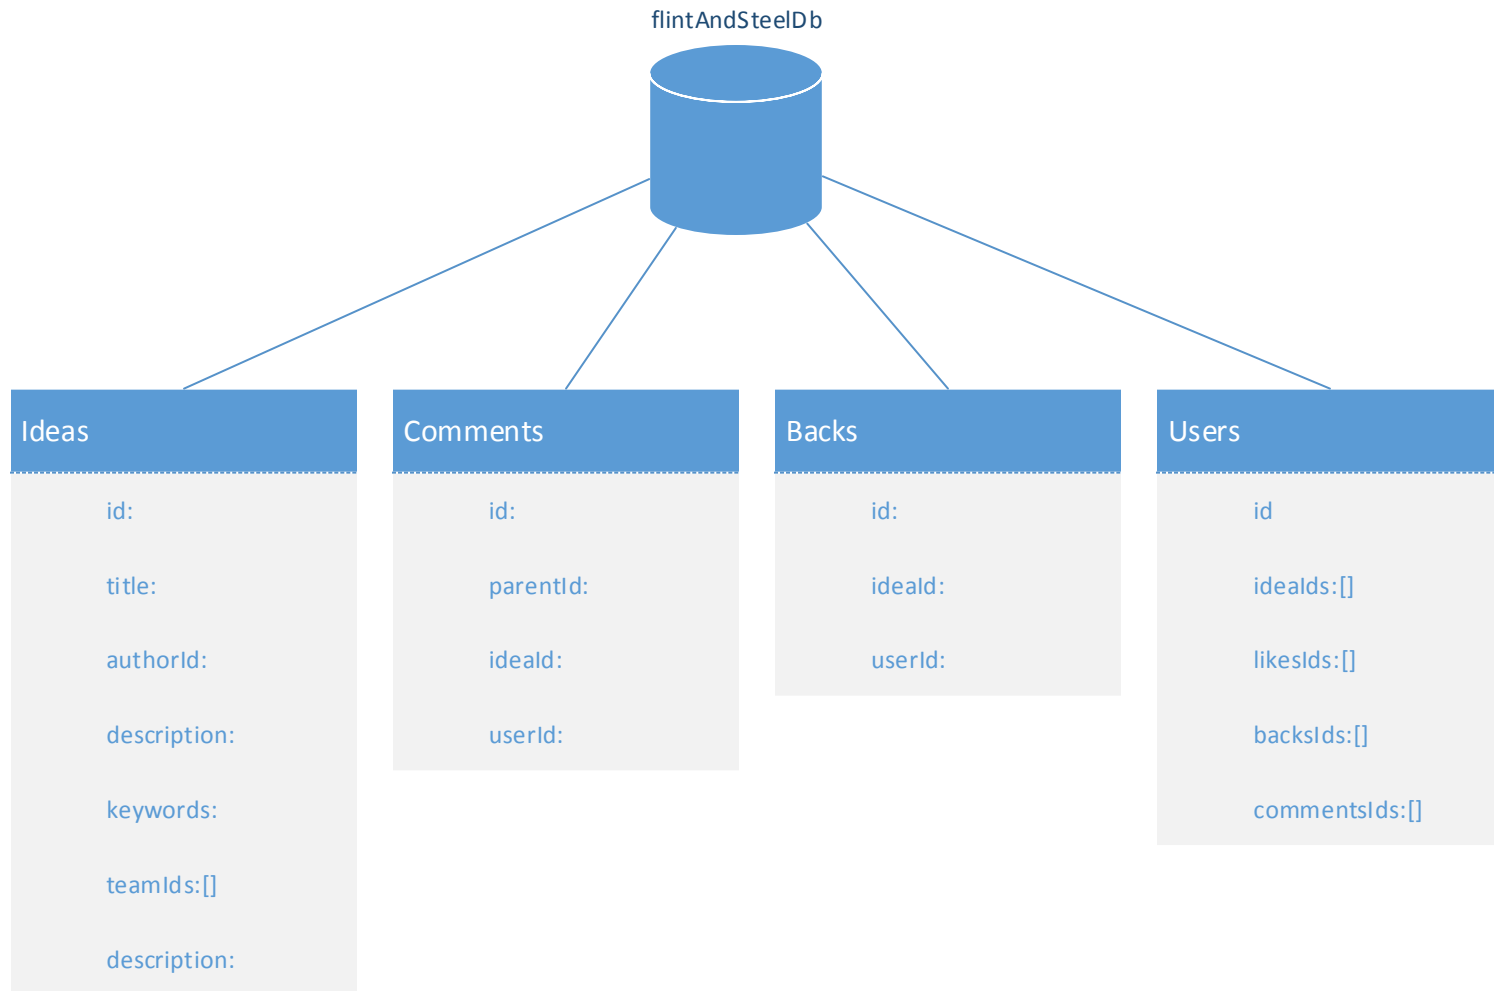 flintAndSteelDb
Ideas
id:
title:
authorId:
description:
keywords:
teamIds:[]
description:
Comments
id:
parentId:
ideaId:
userId:
Backs
id:
ideaId:
userId:
Users
id
ideaIds:[]
likesIds:[]
backsIds:[]
commentsIds:[]